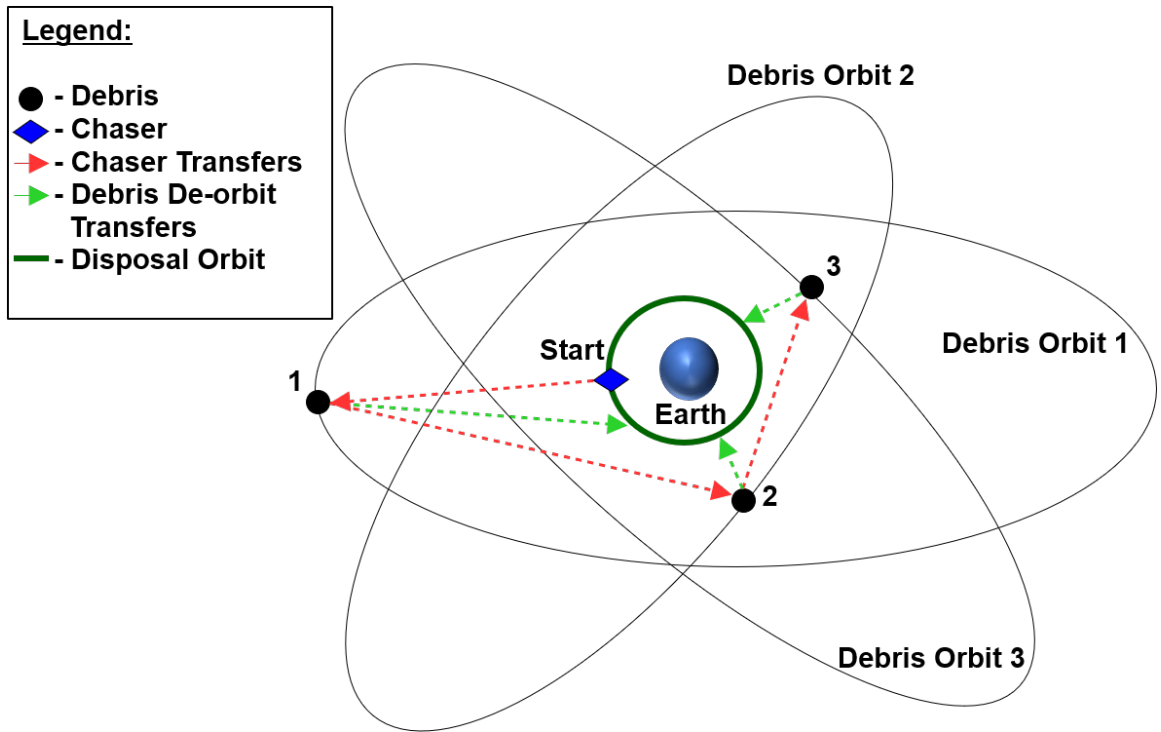 Legend:
- Debris
- Chaser
- Chaser Transfers
- Debris De-orbit
Transfers
- Disposal Orbit
Debris Orbit 2
3
Debris Orbit 1
Start
1
Earth
2
Debris Orbit 3